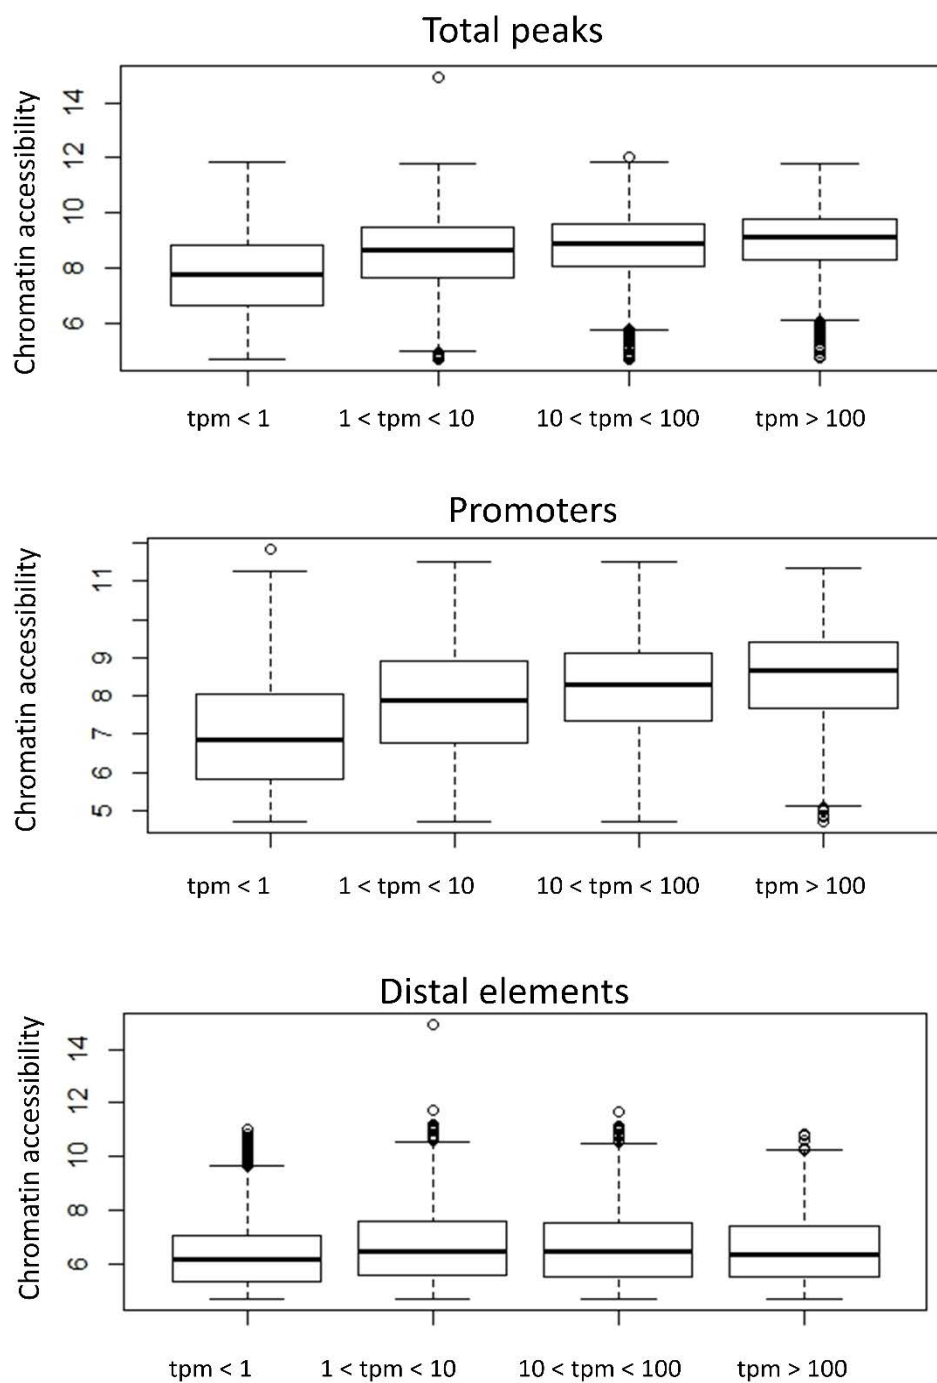 Total peaks
Chromatin accessibility
14
12
10
8
6
tpm < 1
1 < tpm < 10
10 < tpm < 100
tpm > 100
Promoters
Chromatin accessibility
11
9
8
7
6
5
tpm < 1
1 < tpm < 10
10 < tpm < 100
tpm > 100
Distal elements
Chromatin accessibility
14
12
10
8
6
tpm < 1
1 < tpm < 10
10 < tpm < 100
tpm > 100